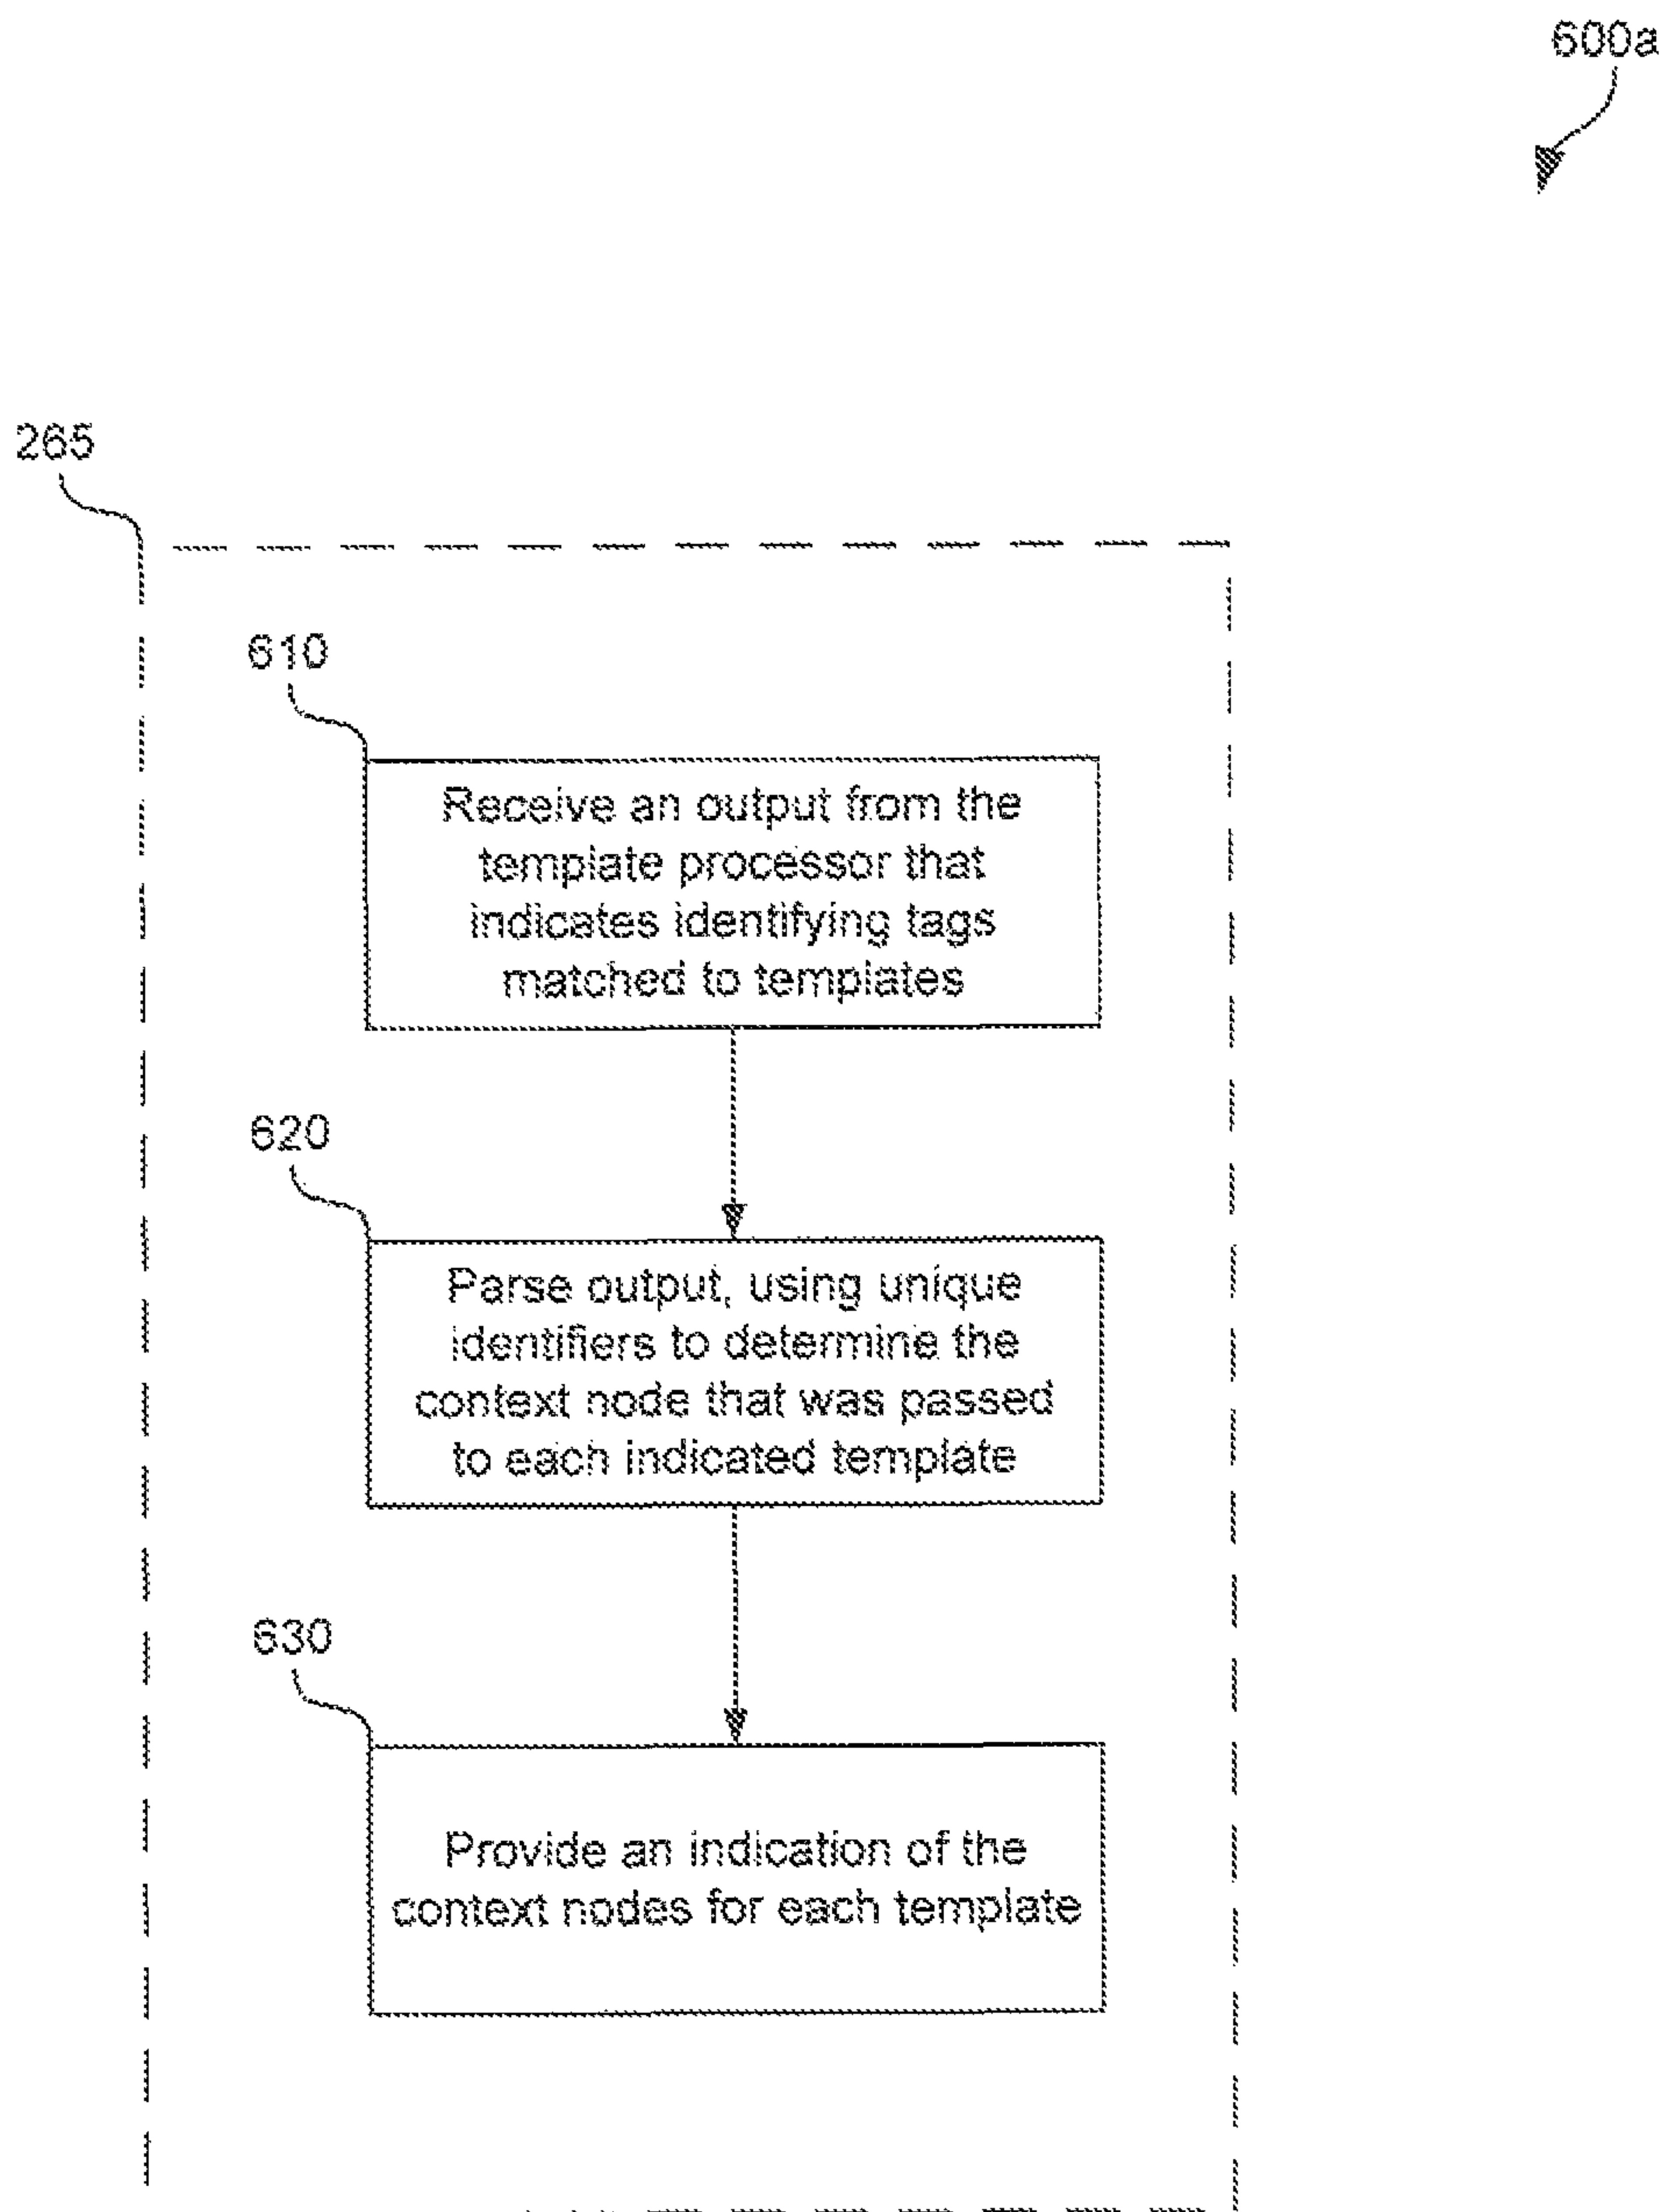 600a
265
610
Receive an output from the
template processor that
indicates identifying tags
matched to templates
620
Parse output, using unique
identifiers to determine the
context node that was passed
to each indicated template
630
Provide an indication of the
context nodes for each template